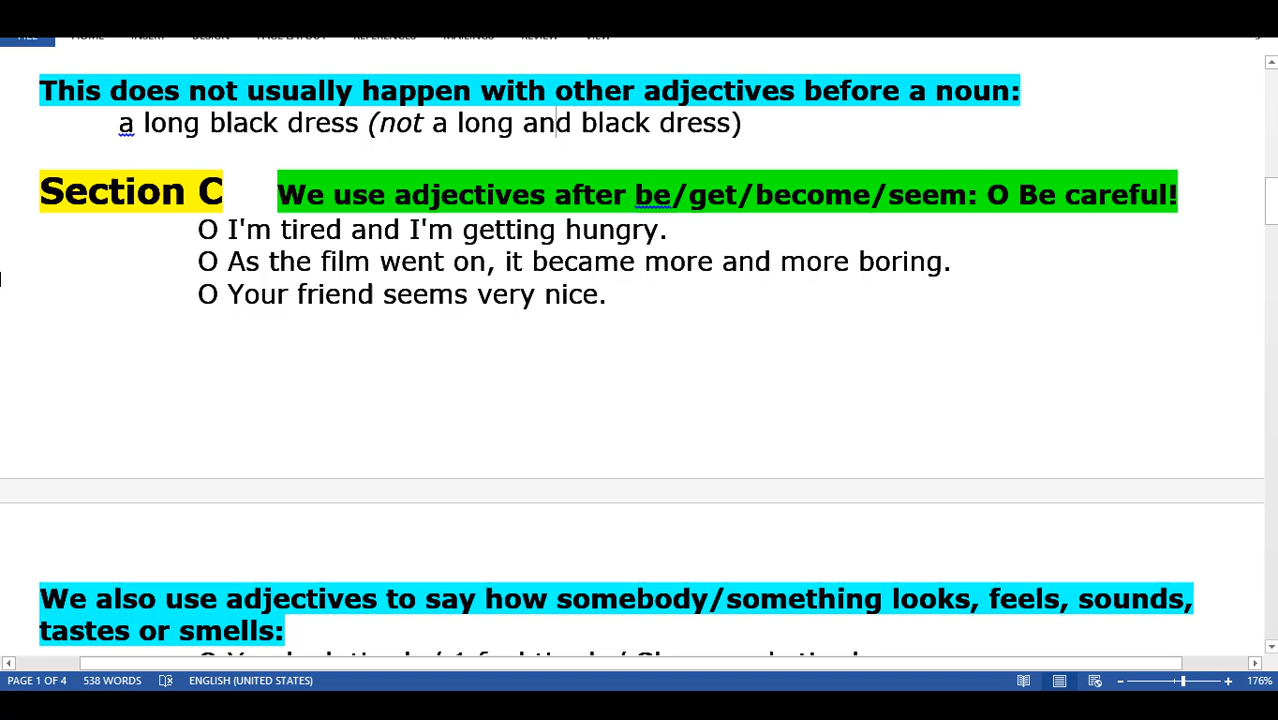 This does not usually happen with other adjectives before a noun:
a long black dress (not a long and black dress)
Section C We use adjectives after be/get/become/seem: O Be careful!
O I'm tired and I'm getting hungry.
O As the film went on, it became more and more boring.
O Your friend seems very nice.
We also use adjectives to say how somebody/something looks, feels, sounds,
tastes or smells:
PAGE 1 OF 4 538 WORDS ENGLISH (UNITED STATES) 176%